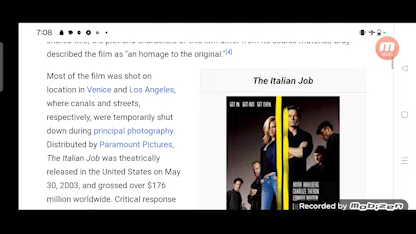 7:08
described the film as "an homage to the original."[4]
Most of the film was shot on
location in Venice and Los Angeles,
where canals and streets,
respectively, were temporarily shut
down during principal photography.
Distributed by Paramount Pictures,
The Italian Job was theatrically
released in the United States on May
30, 2003, and grossed over $176
million worldwide. Critical response
The Italian Job
GET IN. GET OUT. GET EVEN.
MARK WAHLBERG
CHARLIZE THERON
EDWARD NORTON
Recorded by mobizen